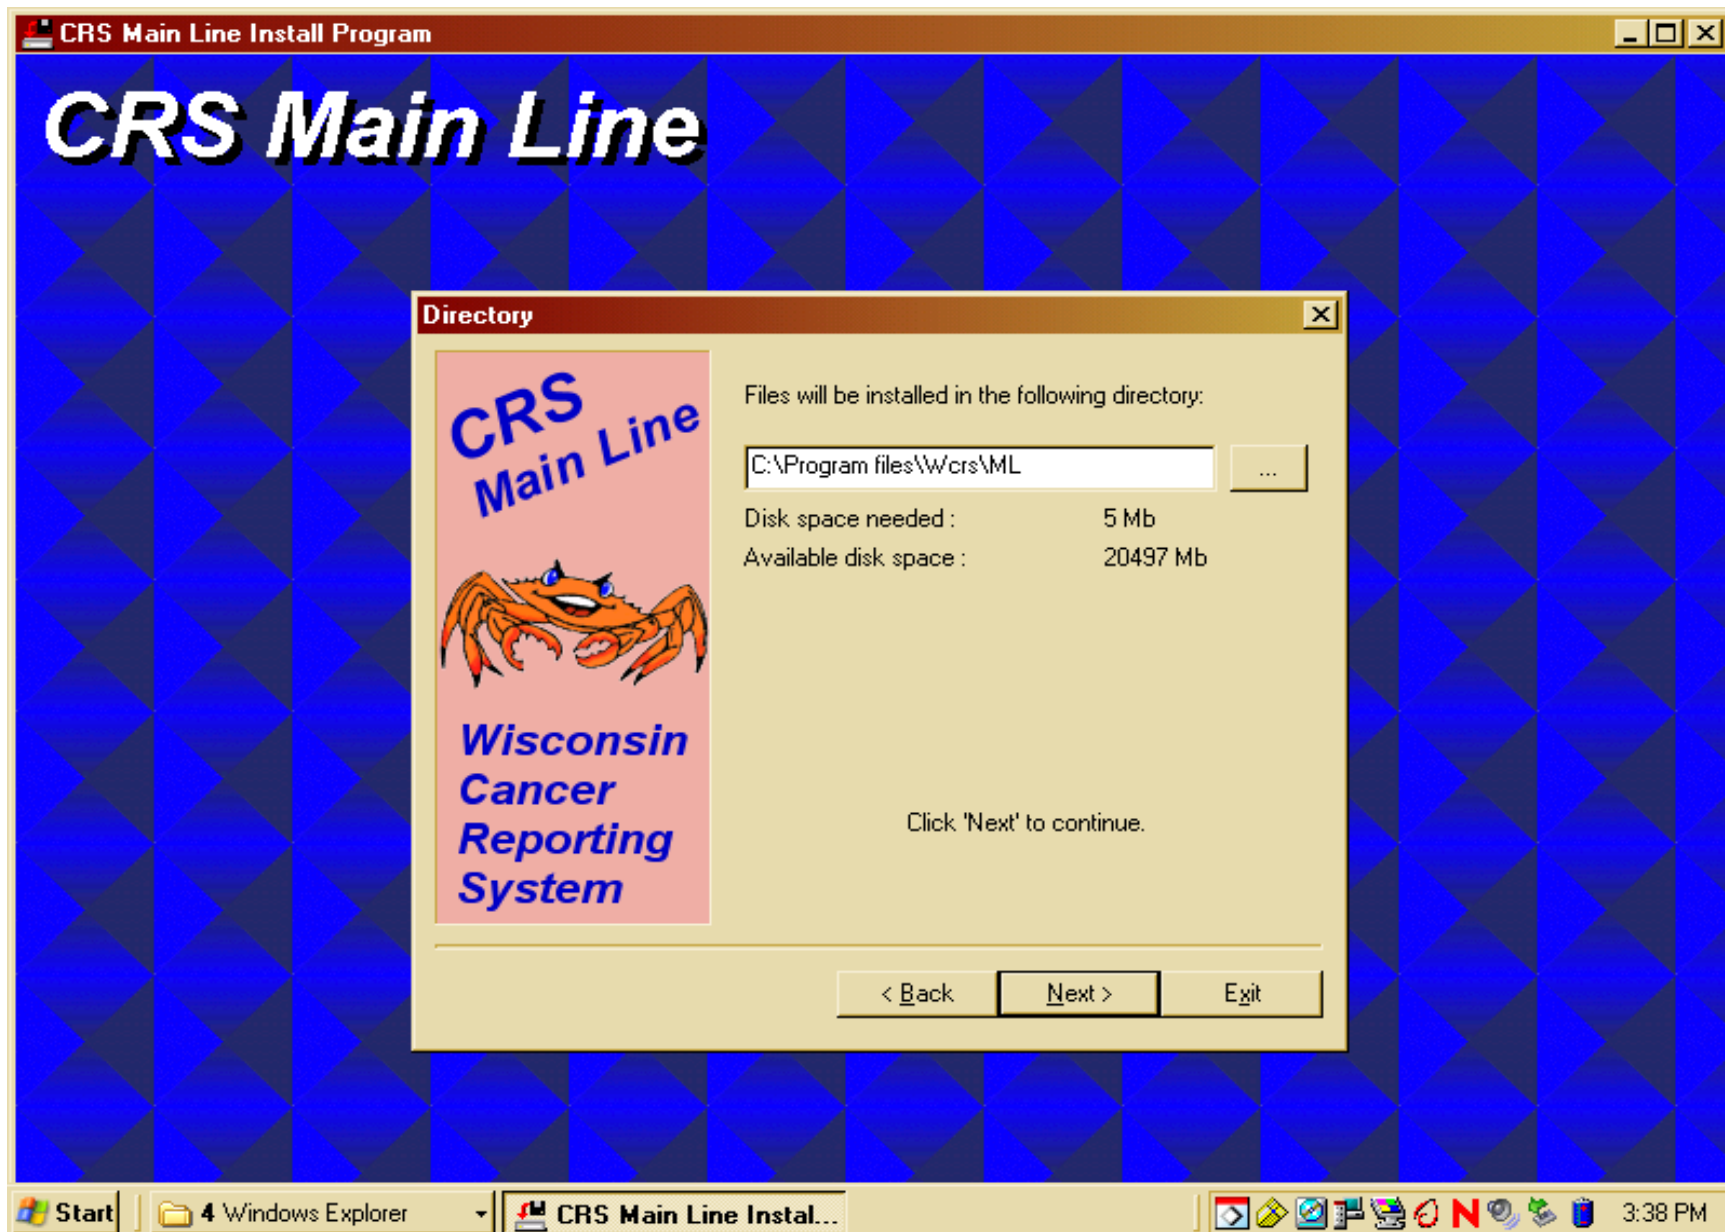 CRS Main Line Install Program
CRS Main Line
Directory
CRS
Main Line
Wisconsin
Cancer
Reporting
System
Files will be installed in the following directory:
C:\Program files\Wcrs\ML
...
Disk space needed : 5 Mb
Available disk space : 20497 Mb
Click 'Next' to continue.
< Back
Next >
Exit
Start
4 Windows Explorer
CRS Main Line Instal...
N
3:38 PM